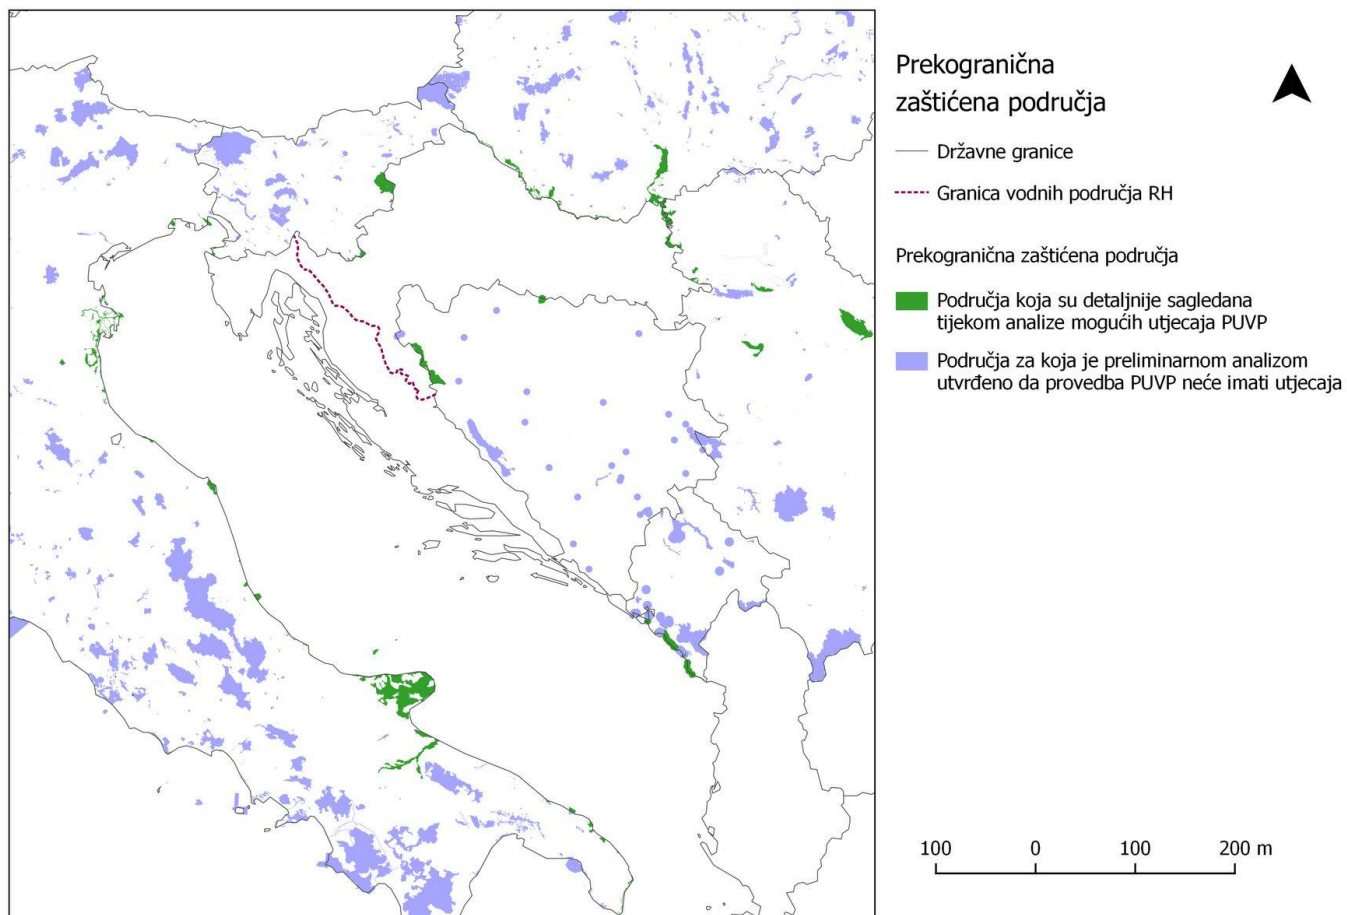 Prekogranična
zaštićena područja
Državne granice
Granica vodnih područja RH
Prekogranična zaštićena područja
Područja koja su detaljnije sagledana
tijekom analize mogućih utjecaja PUVP
Područja za koja je preliminarnom analizom
utvrđeno da provedba PUVP neće imati utjecaja
100 0 100 200 m